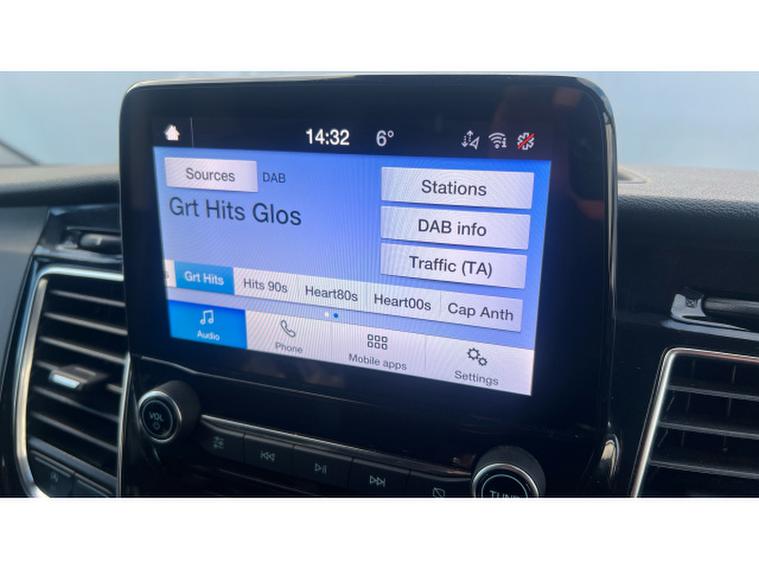 14:32 6°
Sources DAB
Stations
Grt Hits Glos
DAB info
Traffic (TA)
s Grt Hits Hits 90s Heart80s Heart00s Cap Anth
Audio Phone Mobile apps Settings
VOL
TUNE